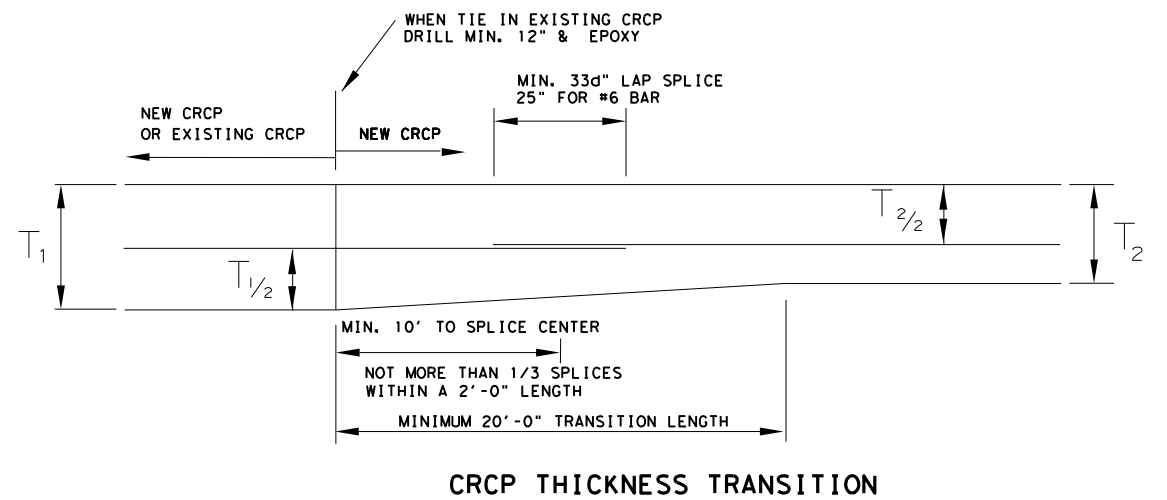 WHEN TIE IN EXISTING CRCP
DRILL MIN. 12" & EPOXY
MIN. 33d" LAP SPLICE
25" FOR #6 BAR
NEW CRCP
OR EXISTING CRCP
NEW CRCP
T1
T1/2
T2/2
T2
MIN. 10' TO SPLICE CENTER
NOT MORE THAN 1/3 SPLICES
WITHIN A 2'-0" LENGTH
MINIMUM 20'-0" TRANSITION LENGTH
CRCP THICKNESS TRANSITION